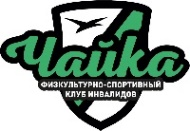 Чайка
ФИЗКУЛЬТУРНО-СПОРТИВНЫЙ
КЛУБ ИНВАЛИДОВ